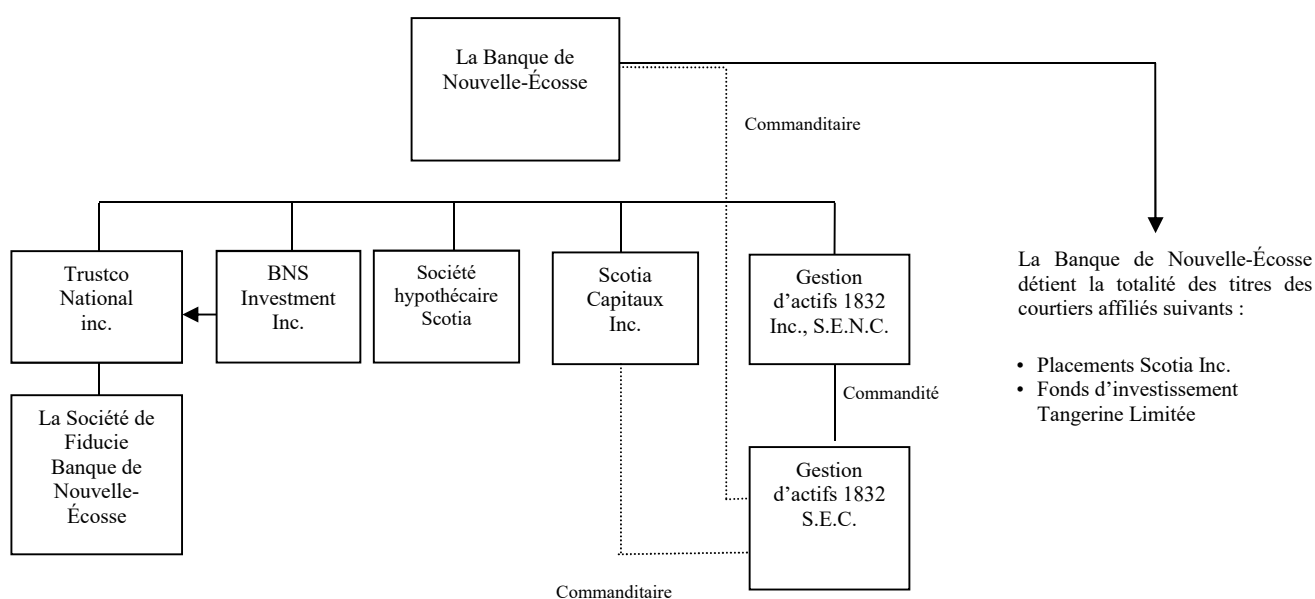 La Banque de
Nouvelle-Écosse
Commanditaire
Trustco
National
inc.
BNS
Investment
Inc.
Société
hypothécaire
Scotia
Scotia
Capitaux
Inc.
Gestion
d'actifs 1832
Inc., S.E.N.C.
La Banque de Nouvelle-Écosse
détient la totalité des titres des
courtiers affiliés suivants :
• Placements Scotia Inc.
• Fonds d'investissement
Tangerine Limitée
Commandité
La Société de
Fiducie
Banque de
Nouvelle-
Écosse
Gestion
d'actifs 1832
S.E.C.
Commanditaire